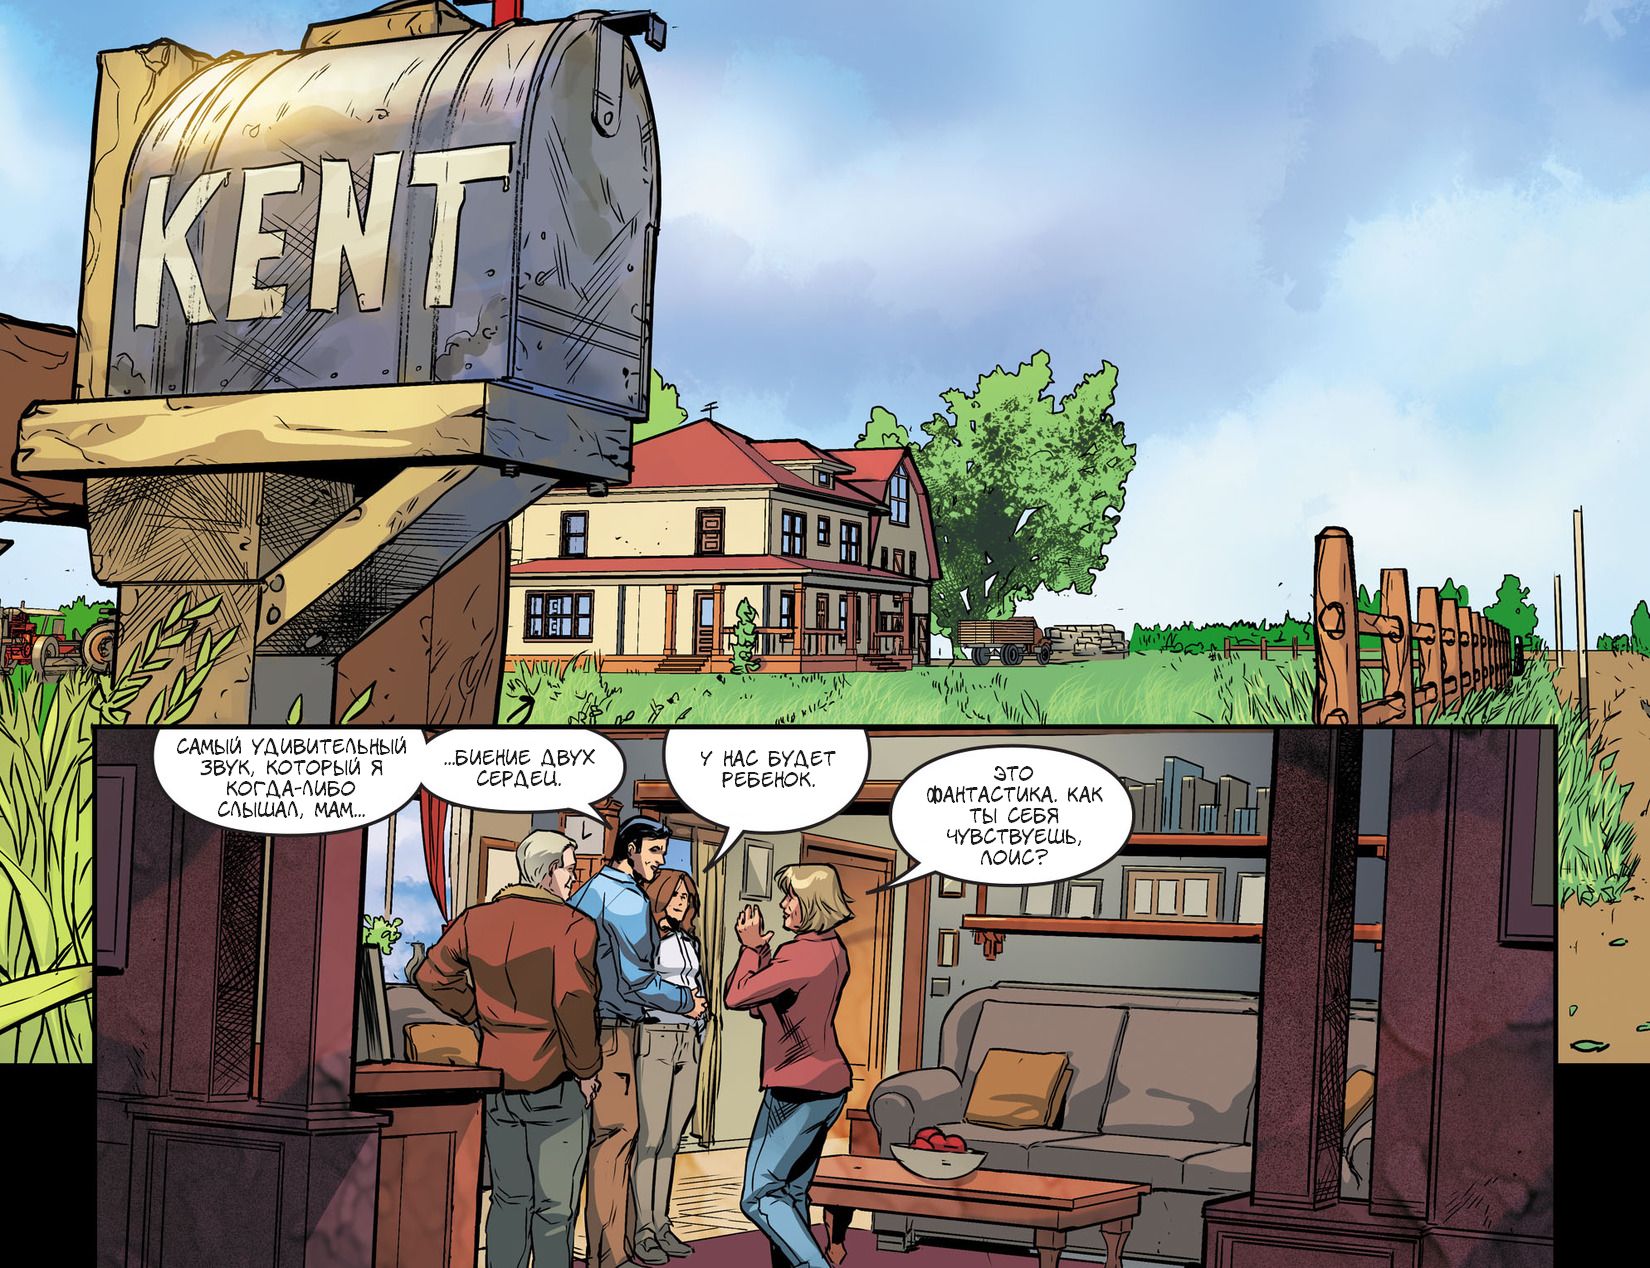 KENT
САМЫЙ УДИВИТЕЛЬНЫЙ
ЗВУК, КОТОРЫЙ Я
КОГДА-ЛИБО
СЛЫШАЛ, МАМ...
...БИЕНИЕ ДВУХ
СЕРДЕЦ.
У НАС БУДЕТ
РЕБЕНОК.
ЭТО
ФАНТАСТИКА. КАК
ТЫ СЕБЯ
ЧУВСТВУЕШЬ,
ЛОИС?